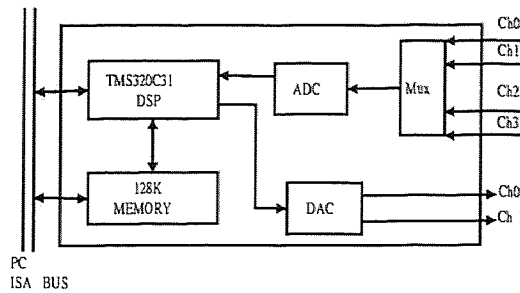 Ch0
Ch1
TMS320C31
DSP
ADC
Mux
Ch2
Ch3
128K
MEMORY
DAC
Ch0
Ch
PC
ISA BUS